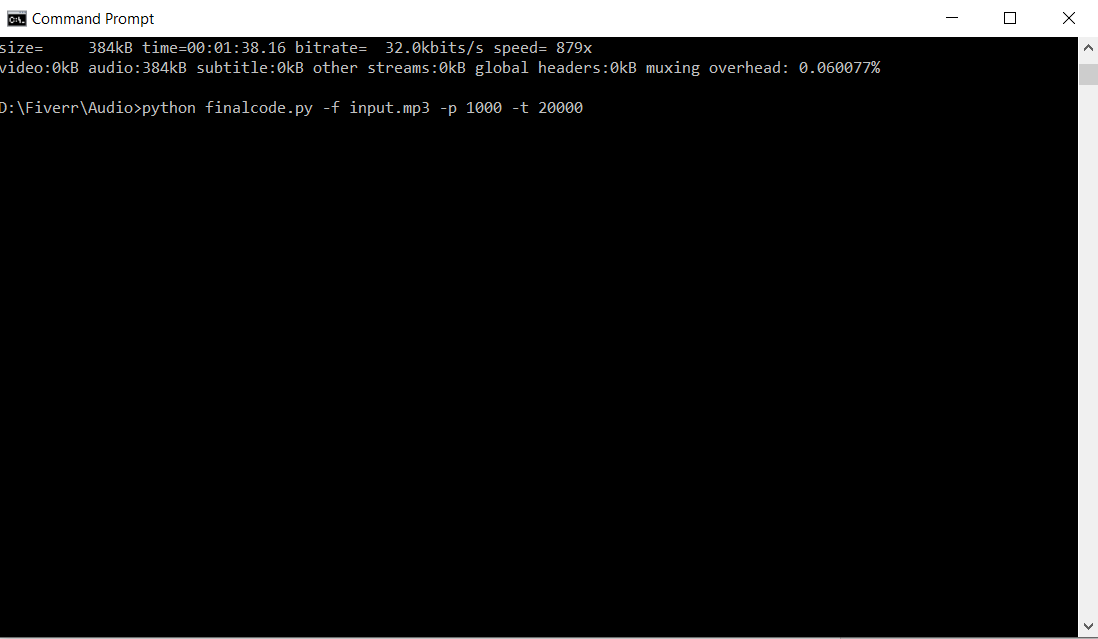 Command Prompt
size=     384kB time=00:01:38.16 bitrate=  32.0kbits/s speed= 879x
video:0kB audio:384kB subtitle:0kB other streams:0kB global headers:0kB muxing overhead: 0.060077%
D:\Fiverr\Audio>python finalcode.py -f input.mp3 -p 1000 -t 20000